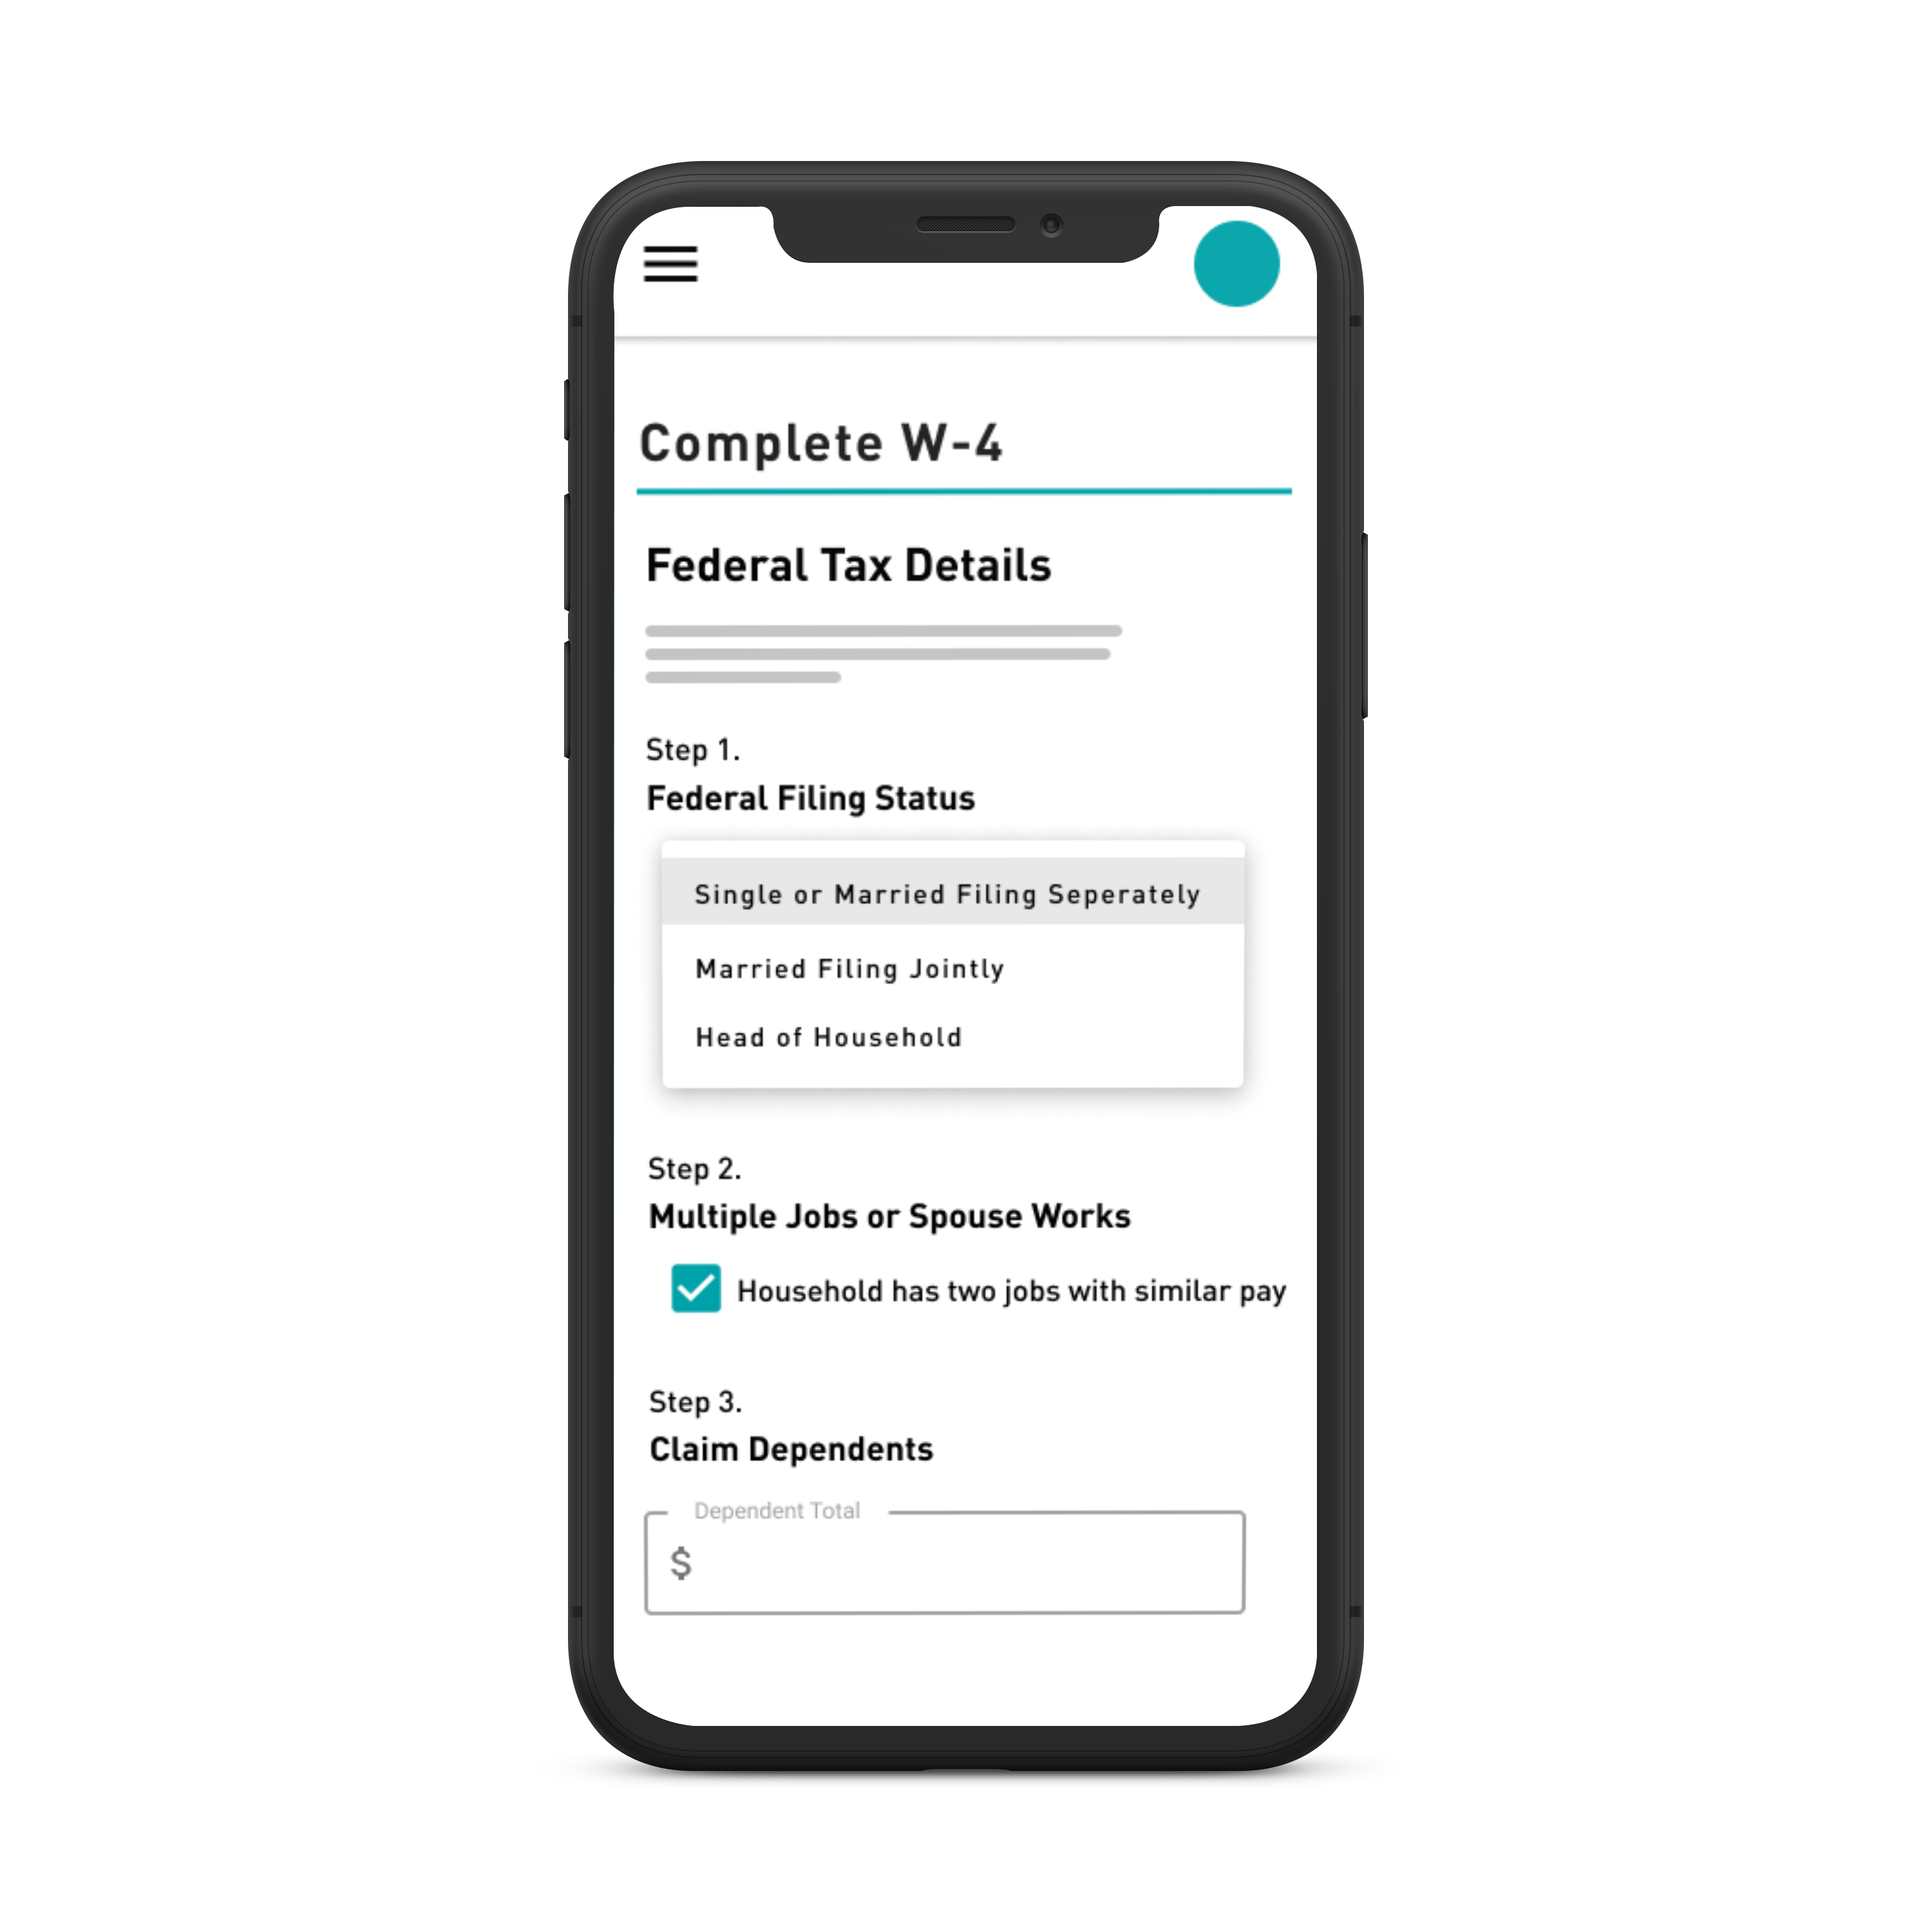 Complete W-4
Federal Tax Details
Step 1.
Federal Filing Status
Single or Married Filing Seperately
Married Filing Jointly
Head of Household
Step 2.
Multiple Jobs or Spouse Works
Household has two jobs with similar pay
Step 3.
Claim Dependents
Dependent Total
$